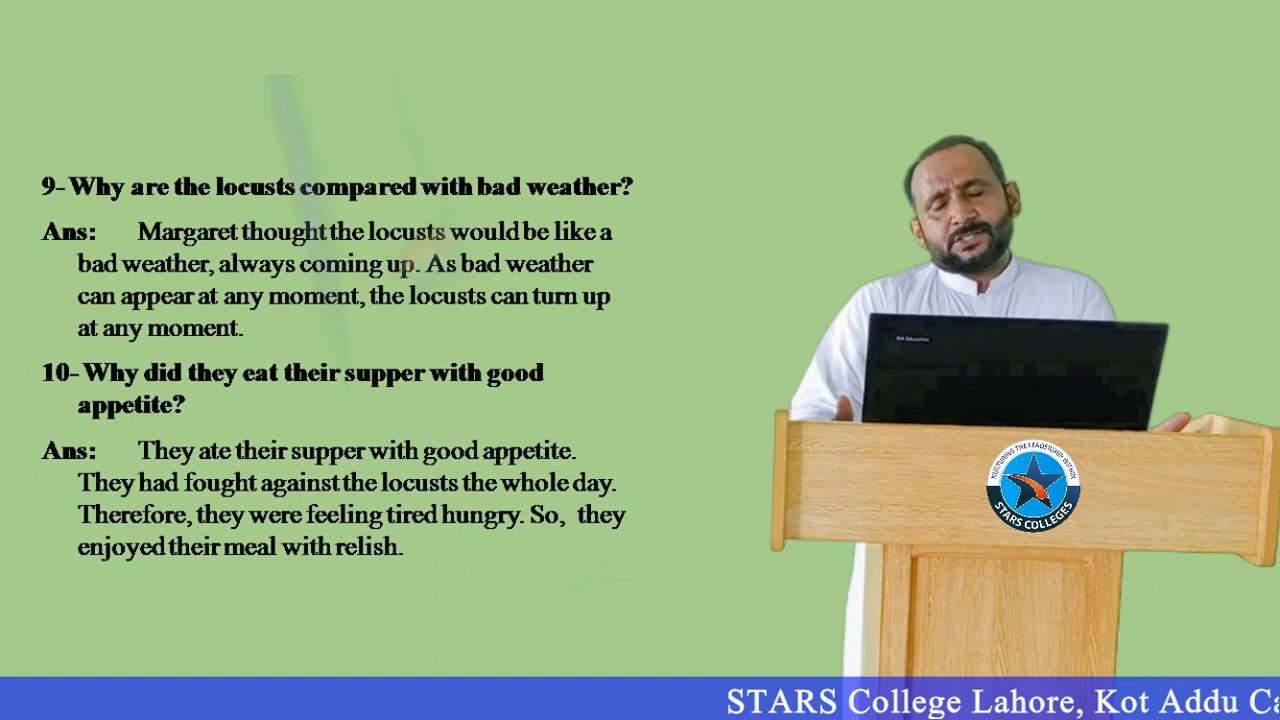 9- Why are the locusts compared with bad weather?
Ans: Margaret thought the locusts would be like a
bad weather, always coming up. As bad weather
can appear at any moment, the locusts can turn up
at any moment.
10- Why did they eat their supper with good
appetite?
Ans: They ate their supper with good appetite.
They had fought against the locusts the whole day.
Therefore, they were feeling tired hungry. So, they
enjoyed their meal with relish.
NURTURING THE LEADERSHIP WITHIN
STARS COLLEGES
STARS College Lahore, Kot Addu Ca